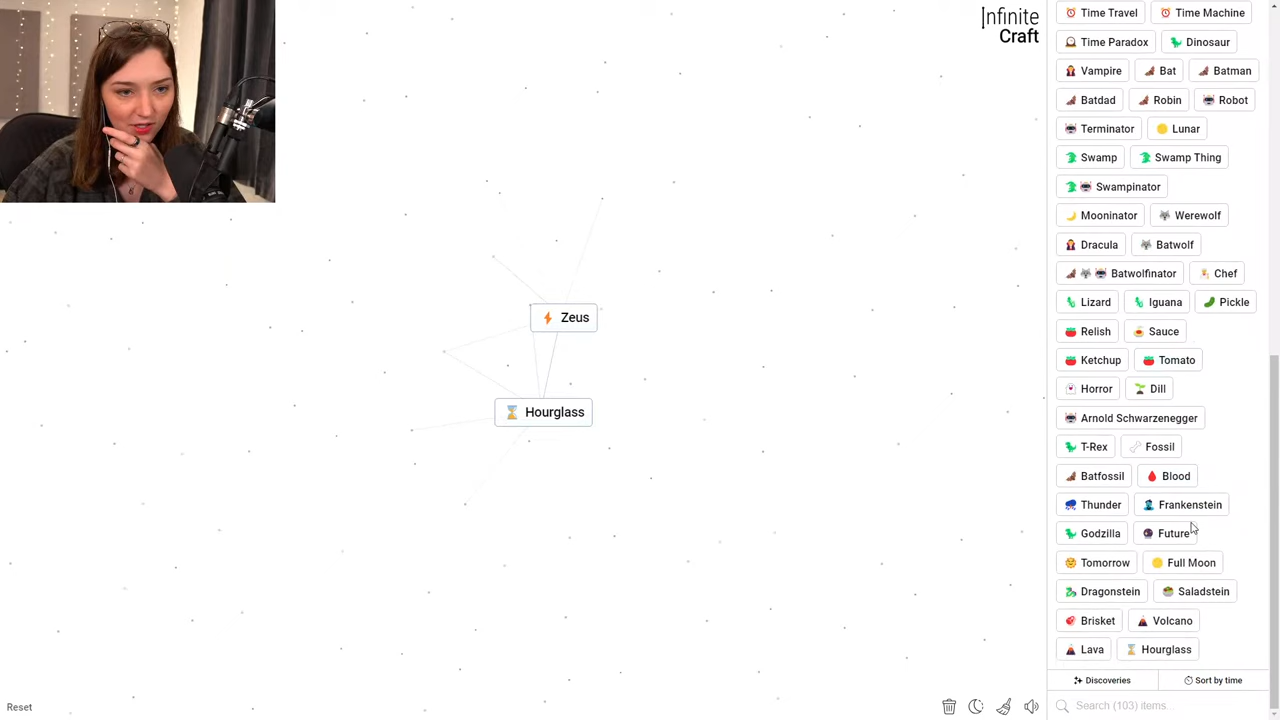 Infinite
Craft
Time Travel Time Machine
Time Paradox Dinosaur
Vampire Bat Batman
Batdad Robin Robot
Terminator Lunar
Swamp Swamp Thing
Swampinator
Mooninator Werewolf
Dracula Batwolf
Batwolfinator Chef
Lizard Iguana Pickle
Relish Sauce
Ketchup Tomato
Horror Dill
Arnold Schwarzenegger
T-Rex Fossil
Batfossil Blood
Thunder Frankenstein
Godzilla Future
Tomorrow Full Moon
Dragonstein Saladstein
Brisket Volcano
Lava Hourglass
Discoveries Sort by time
Search (103) items...
Zeus
Hourglass
Reset